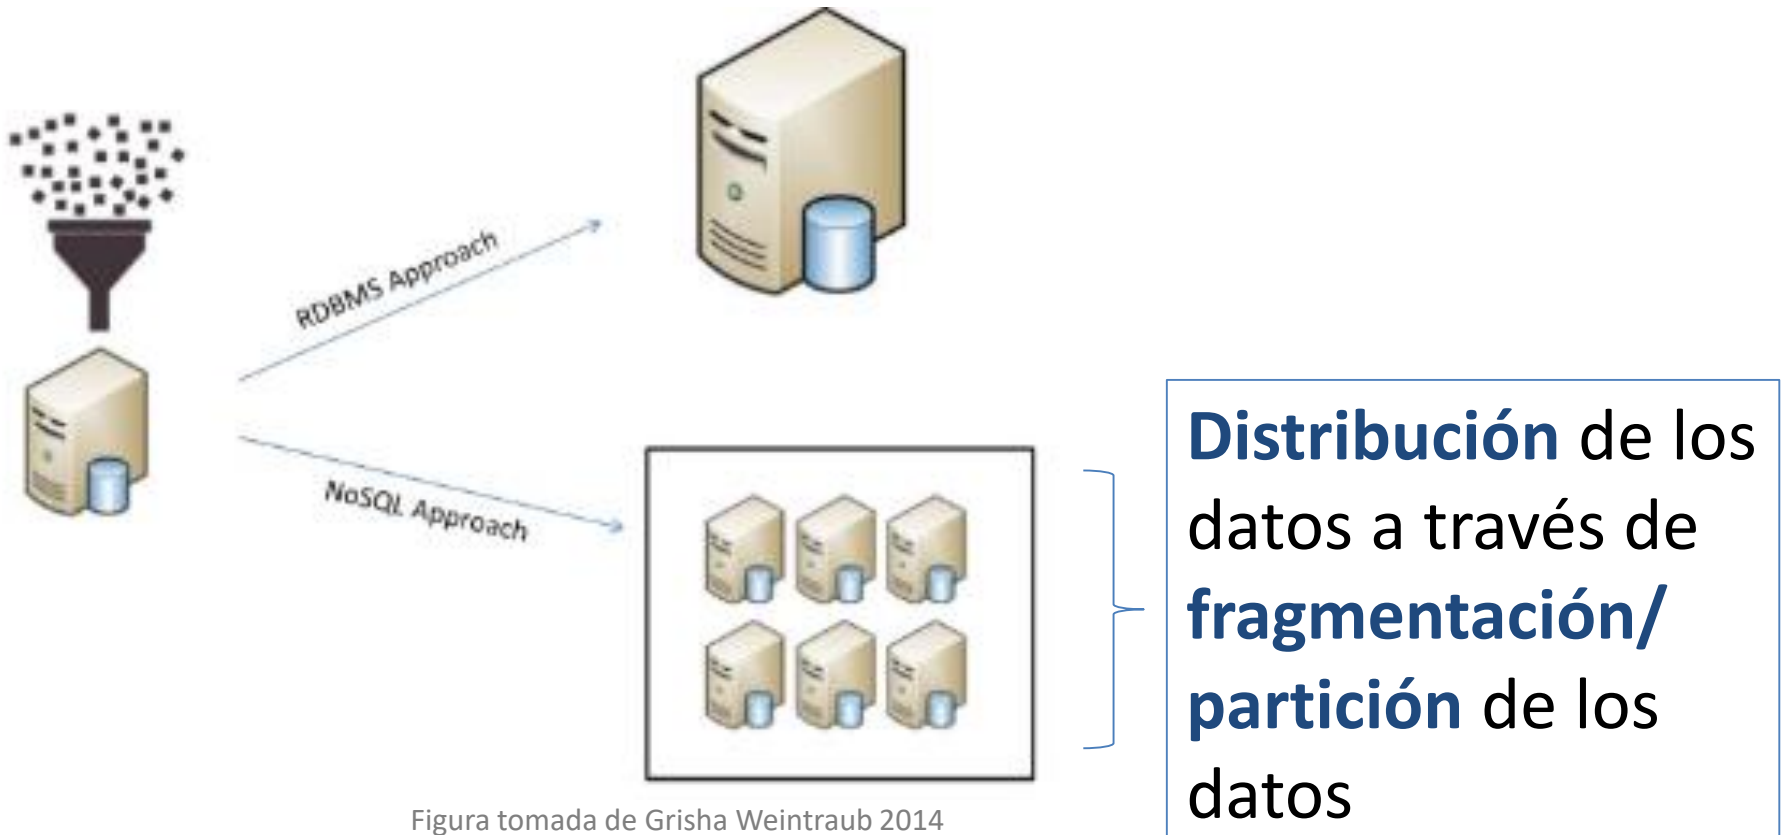 RDBMS Approach
NoSQL Approach
Distribución de los
datos a través de
fragmentación/
partición de los
datos
Figura tomada de Grisha Weintraub 2014